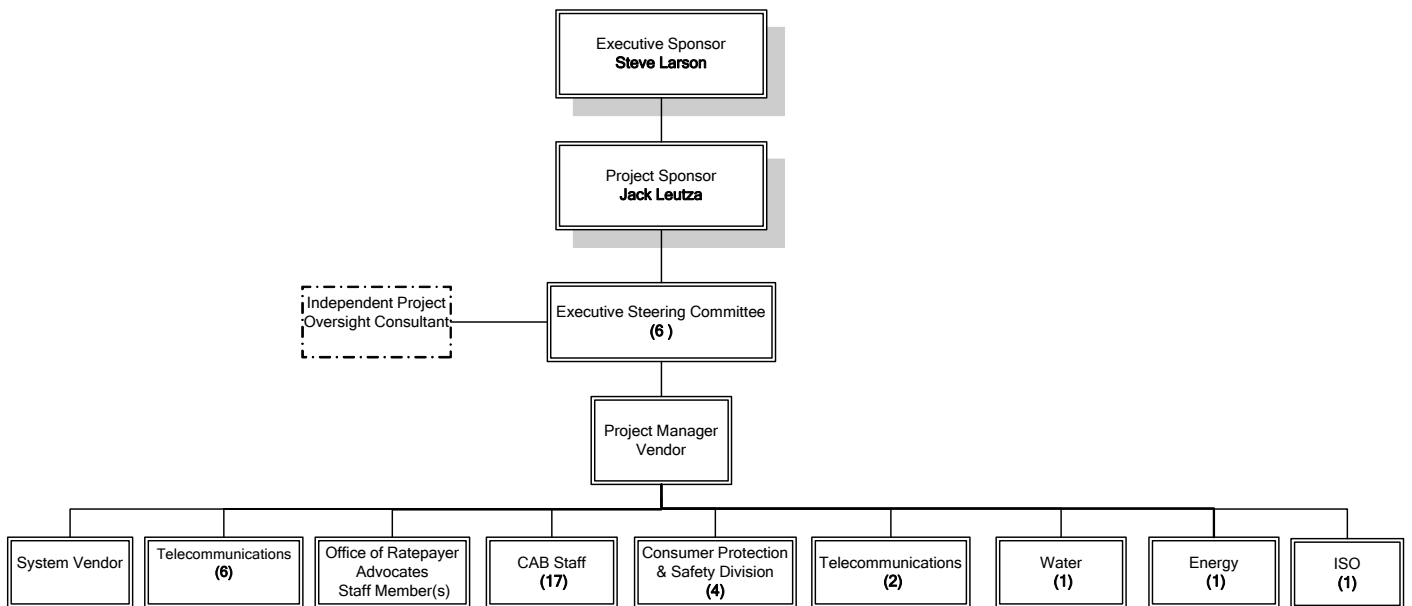 Executive Sponsor
Steve Larson
Project Sponsor
Jack Leutza
Independent Project
Oversight Consultant
Executive Steering Committee
(6 )
Project Manager
Vendor
System Vendor
Telecommunications
(6)
Office of Ratepayer
Advocates
Staff Member(s)
CAB Staff
(17)
Consumer Protection
& Safety Division
(4)
Telecommunications
(2)
Water
(1)
Energy
(1)
ISO
(1)